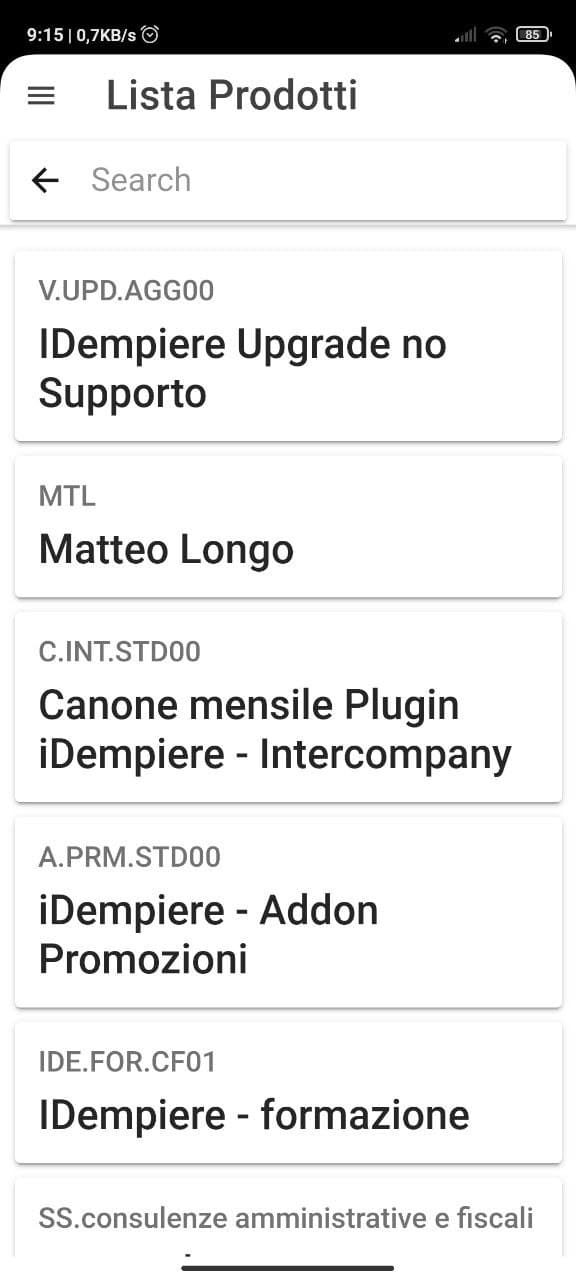 9:15 | 0,7KB/s
85
Lista Prodotti
Search
V.UPD.AGG00
IDempiere Upgrade no
Supporto
MTL
Matteo Longo
C.INT.STD00
Canone mensile Plugin
iDempiere - Intercompany
A.PRM.STD00
iDempiere - Addon
Promozioni
IDE.FOR.CF01
IDempiere - formazione
SS.consulenze amministrative e fiscali